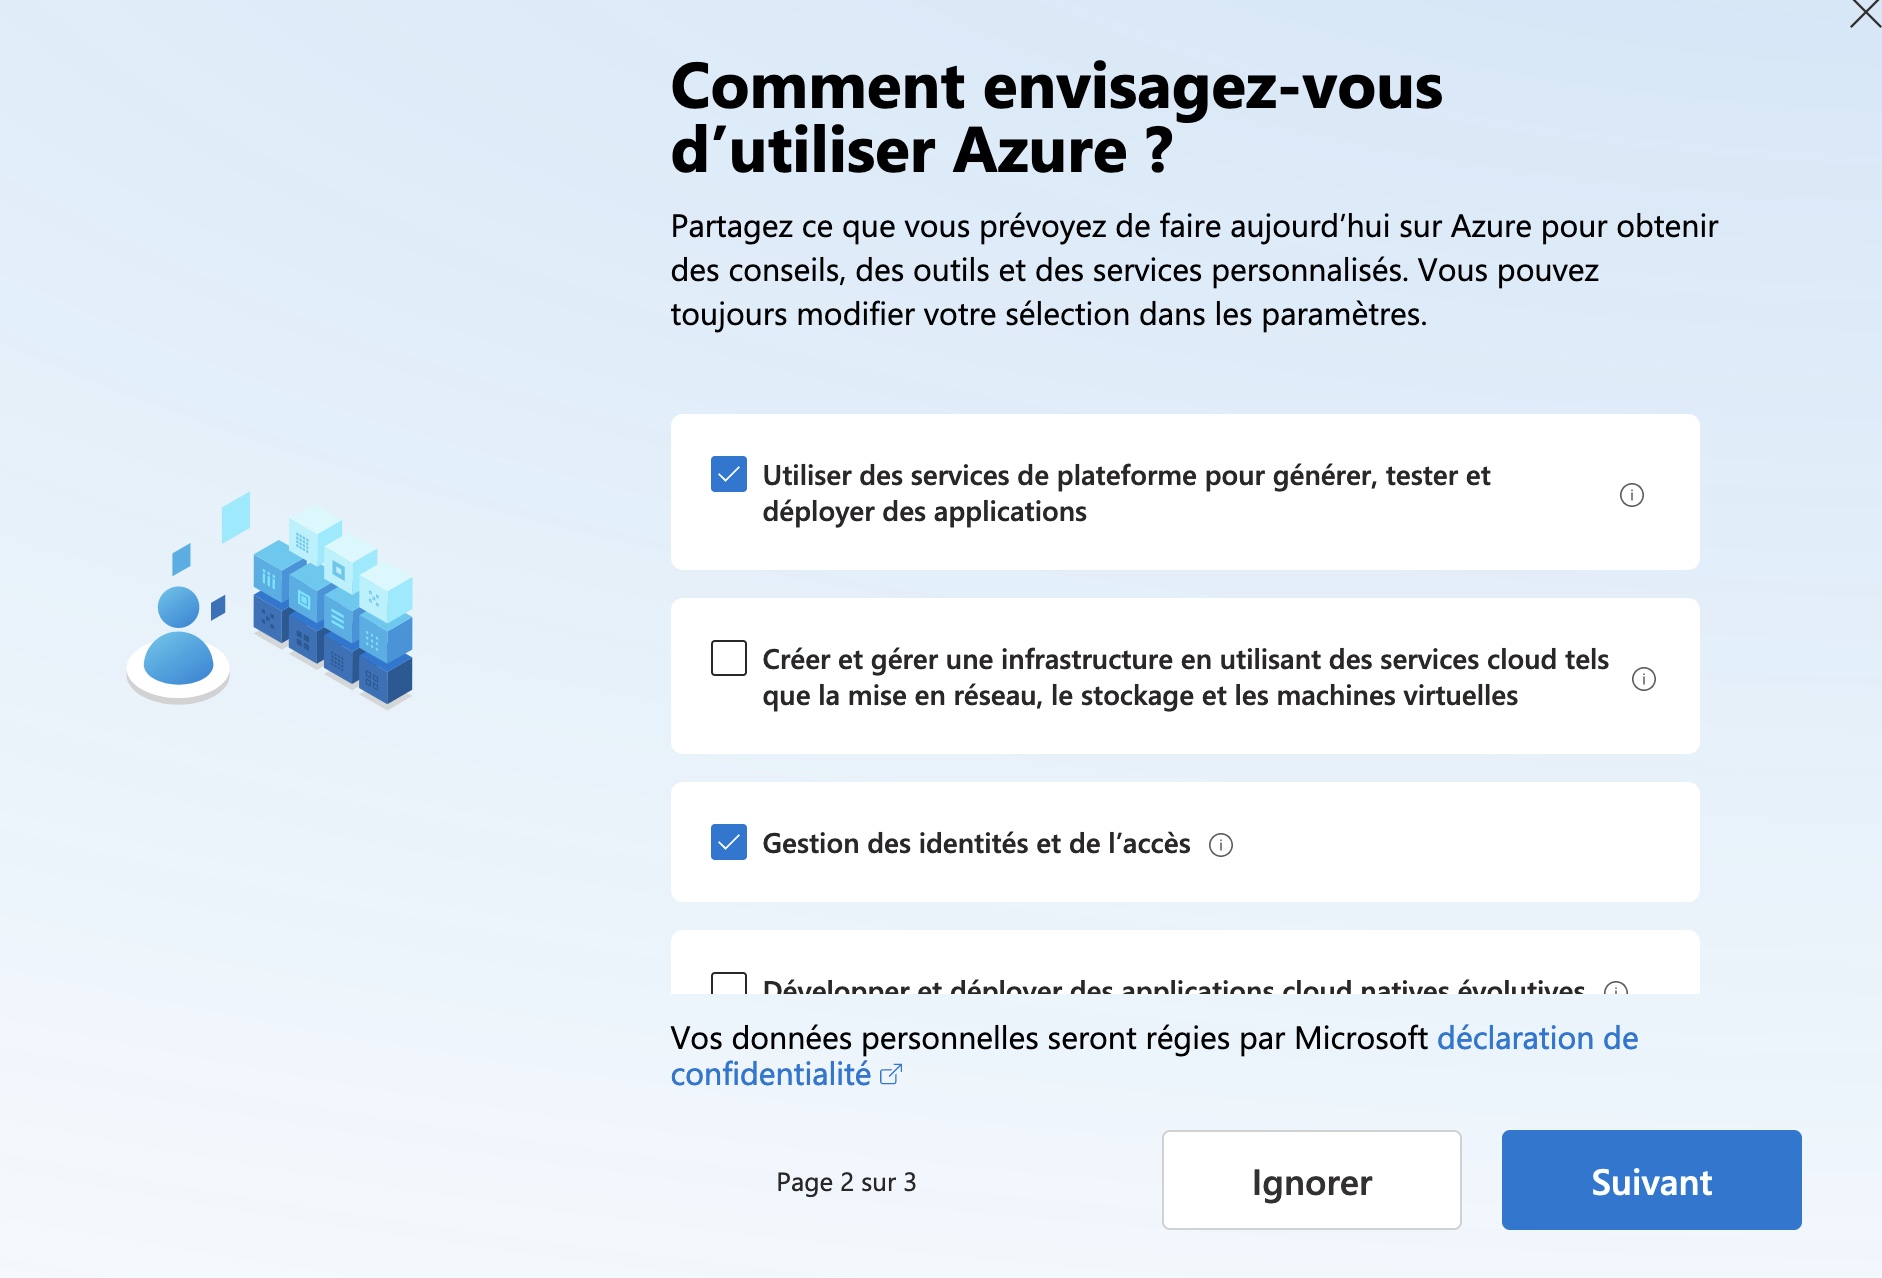 Comment envisagez-vous
d’utiliser Azure ?
Partagez ce que vous prévoyez de faire aujourd’hui sur Azure pour obtenir
des conseils, des outils et des services personnalisés. Vous pouvez
toujours modifier votre sélection dans les paramètres.
Utiliser des services de plateforme pour générer, tester et
déployer des applications
Créer et gérer une infrastructure en utilisant des services cloud tels
que la mise en réseau, le stockage et les machines virtuelles
Gestion des identités et de l’accès
Développer et déployer des applications cloud natives évolutives
Vos données personnelles seront régies par Microsoft déclaration de
confidentialité
Page 2 sur 3
Ignorer
Suivant